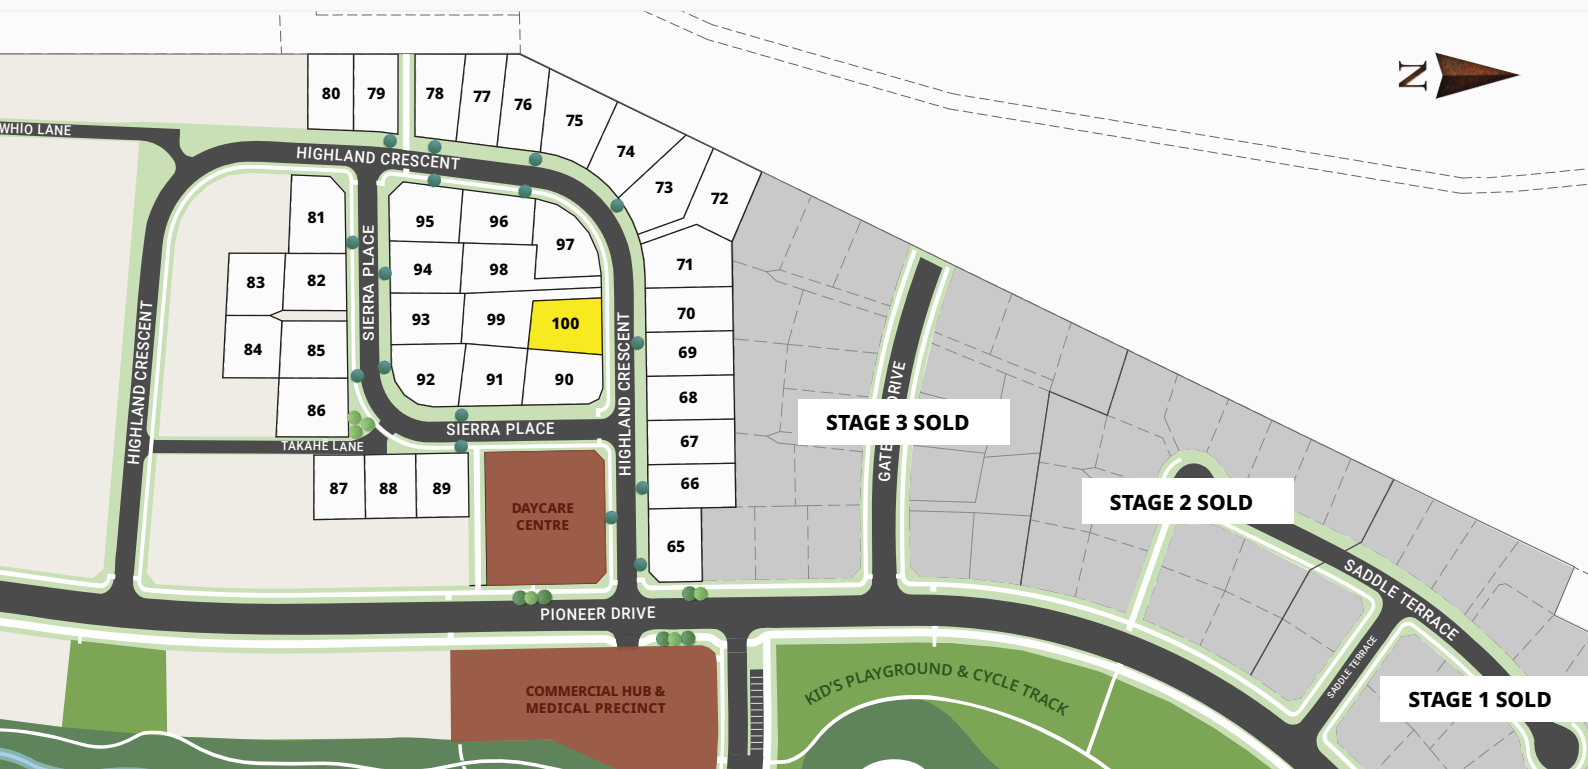 N
80
79
78
77
76
75
74
73
72
WHIO LANE
HIGHLAND CRESCENT
81
95
96
97
SIERRA PLACE
83
82
94
98
71
93
99
100
70
84
85
69
HIGHLAND CRESCENT
HIGHLAND CRESCENT
92
91
90
68
86
STAGE 3 SOLD
GATE DRIVE
SIERRA PLACE
TAKAHE LANE
67
87
88
89
66
DAYCARE
CENTRE
STAGE 2 SOLD
65
SADDLE TERRACE
PIONEER DRIVE
SADDLE TERRACE
COMMERCIAL HUB &
MEDICAL PRECINCT
KID'S PLAYGROUND & CYCLE TRACK
STAGE 1 SOLD